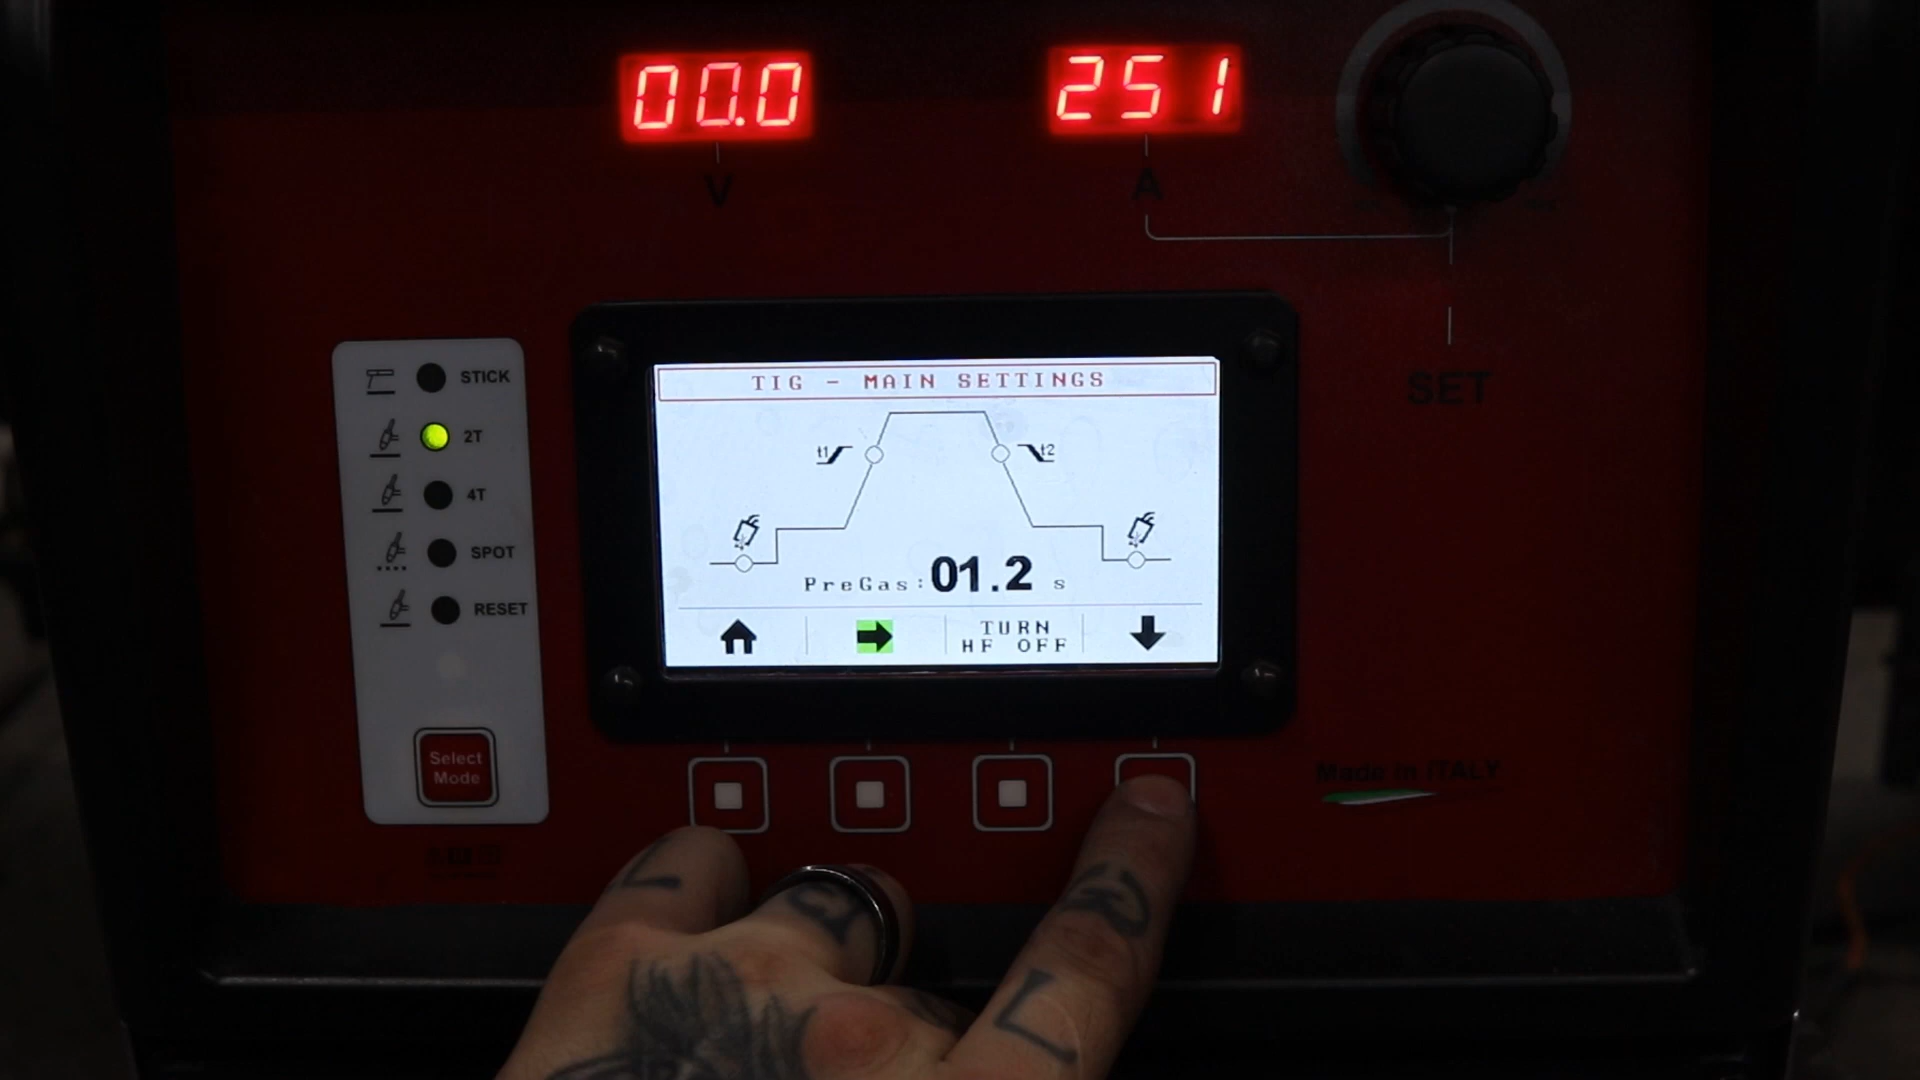 00.0
251
V
A
SET
STICK
2T
4T
SPOT
RESET
Select
Mode
TIG - MAIN SETTINGS
t1
t2
PreGas: 01.2 s
TURN
HF OFF
Made in ITALY